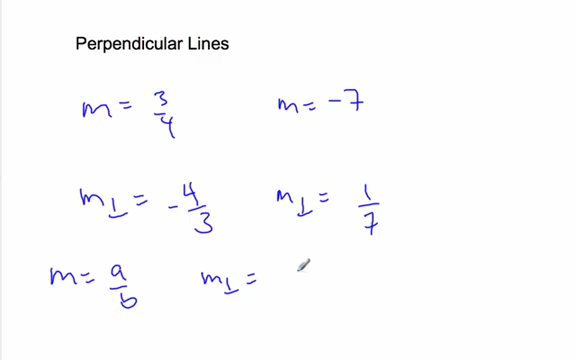 Perpendicular Lines
m = 3/4 m = -7
m⊥ = -4/3 m⊥ = 1/7
m = a/b m⊥ =